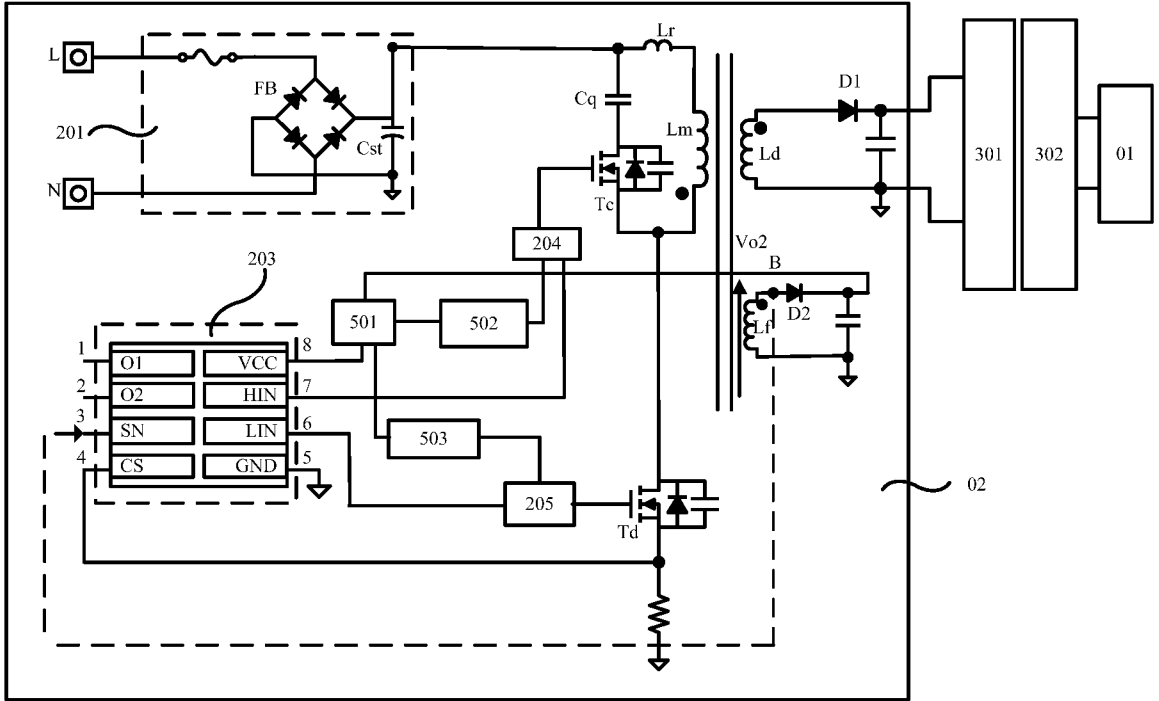 L
N
201
FB
Cst
Lr
Cq
Lm
Ld
D1
301
302
01
Tc
204
Vo2
B
Lf
D2
203
501
502
503
205
Td
02
1
O1
VCC
8
2
O2
HIN
7
3
SN
LIN
6
4
CS
GND
5